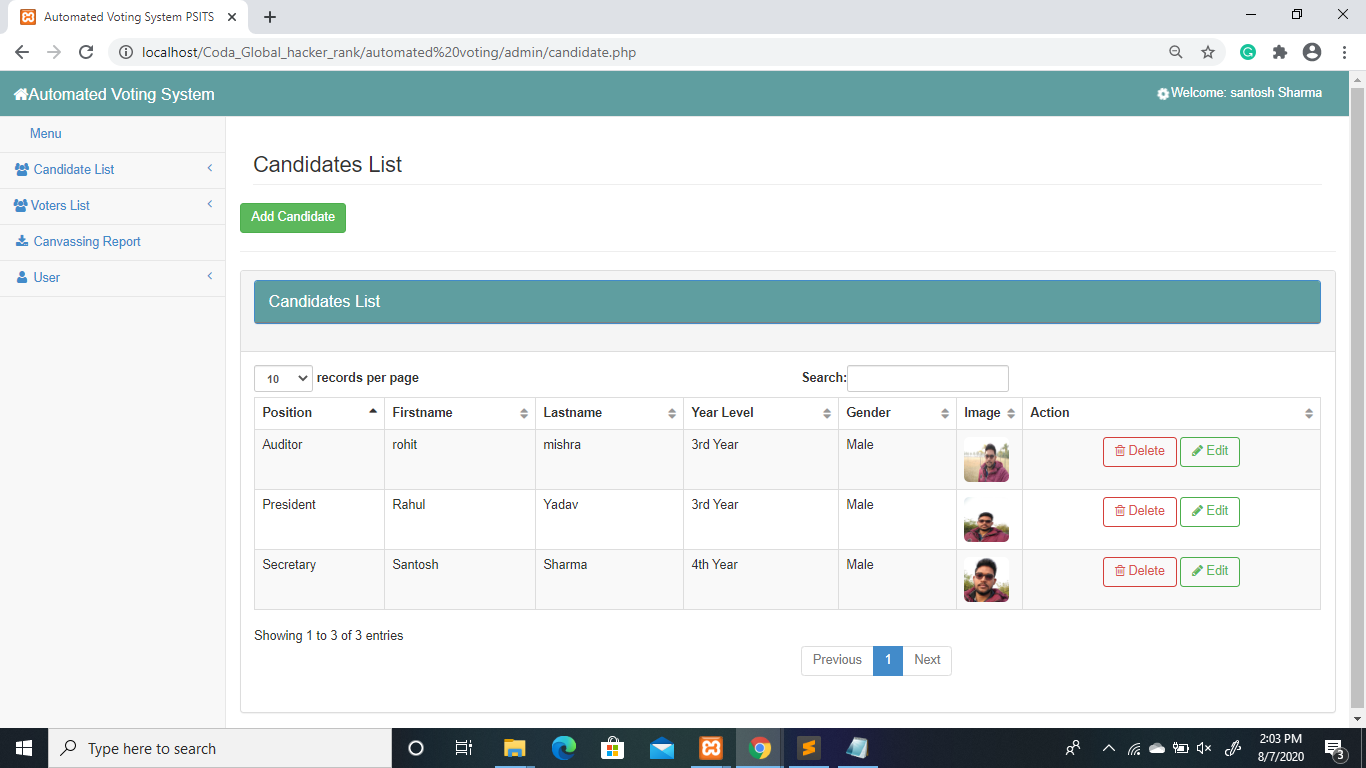 Automated Voting System PSITS
localhost/Coda_Global_hacker_rank/automated%20voting/admin/candidate.php
Automated Voting System
Welcome: santosh Sharma
Menu
Candidate List
Voters List
Canvassing Report
User
Candidates List
Add Candidate
Candidates List
10 records per page Search:
Position Firstname Lastname Year Level Gender Image Action
Auditor rohit mishra 3rd Year Male Delete Edit
President Rahul Yadav 3rd Year Male Delete Edit
Secretary Santosh Sharma 4th Year Male Delete Edit
Showing 1 to 3 of 3 entries
Previous 1 Next
Type here to search
2:03 PM
8/7/2020
3